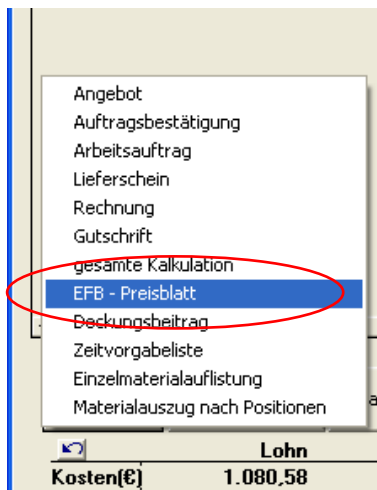 Angebot
Auftragsbestätigung
Arbeitsauftrag
Lieferschein
Rechnung
Gutschrift
gesamte Kalkulation
EFB - Preisblatt
Deckungsbeitrag
Zeitvorgabeliste
Einzelmaterialauflistung
Materialauszug nach Positionen
Lohn
Kosten(€) 1.080,58